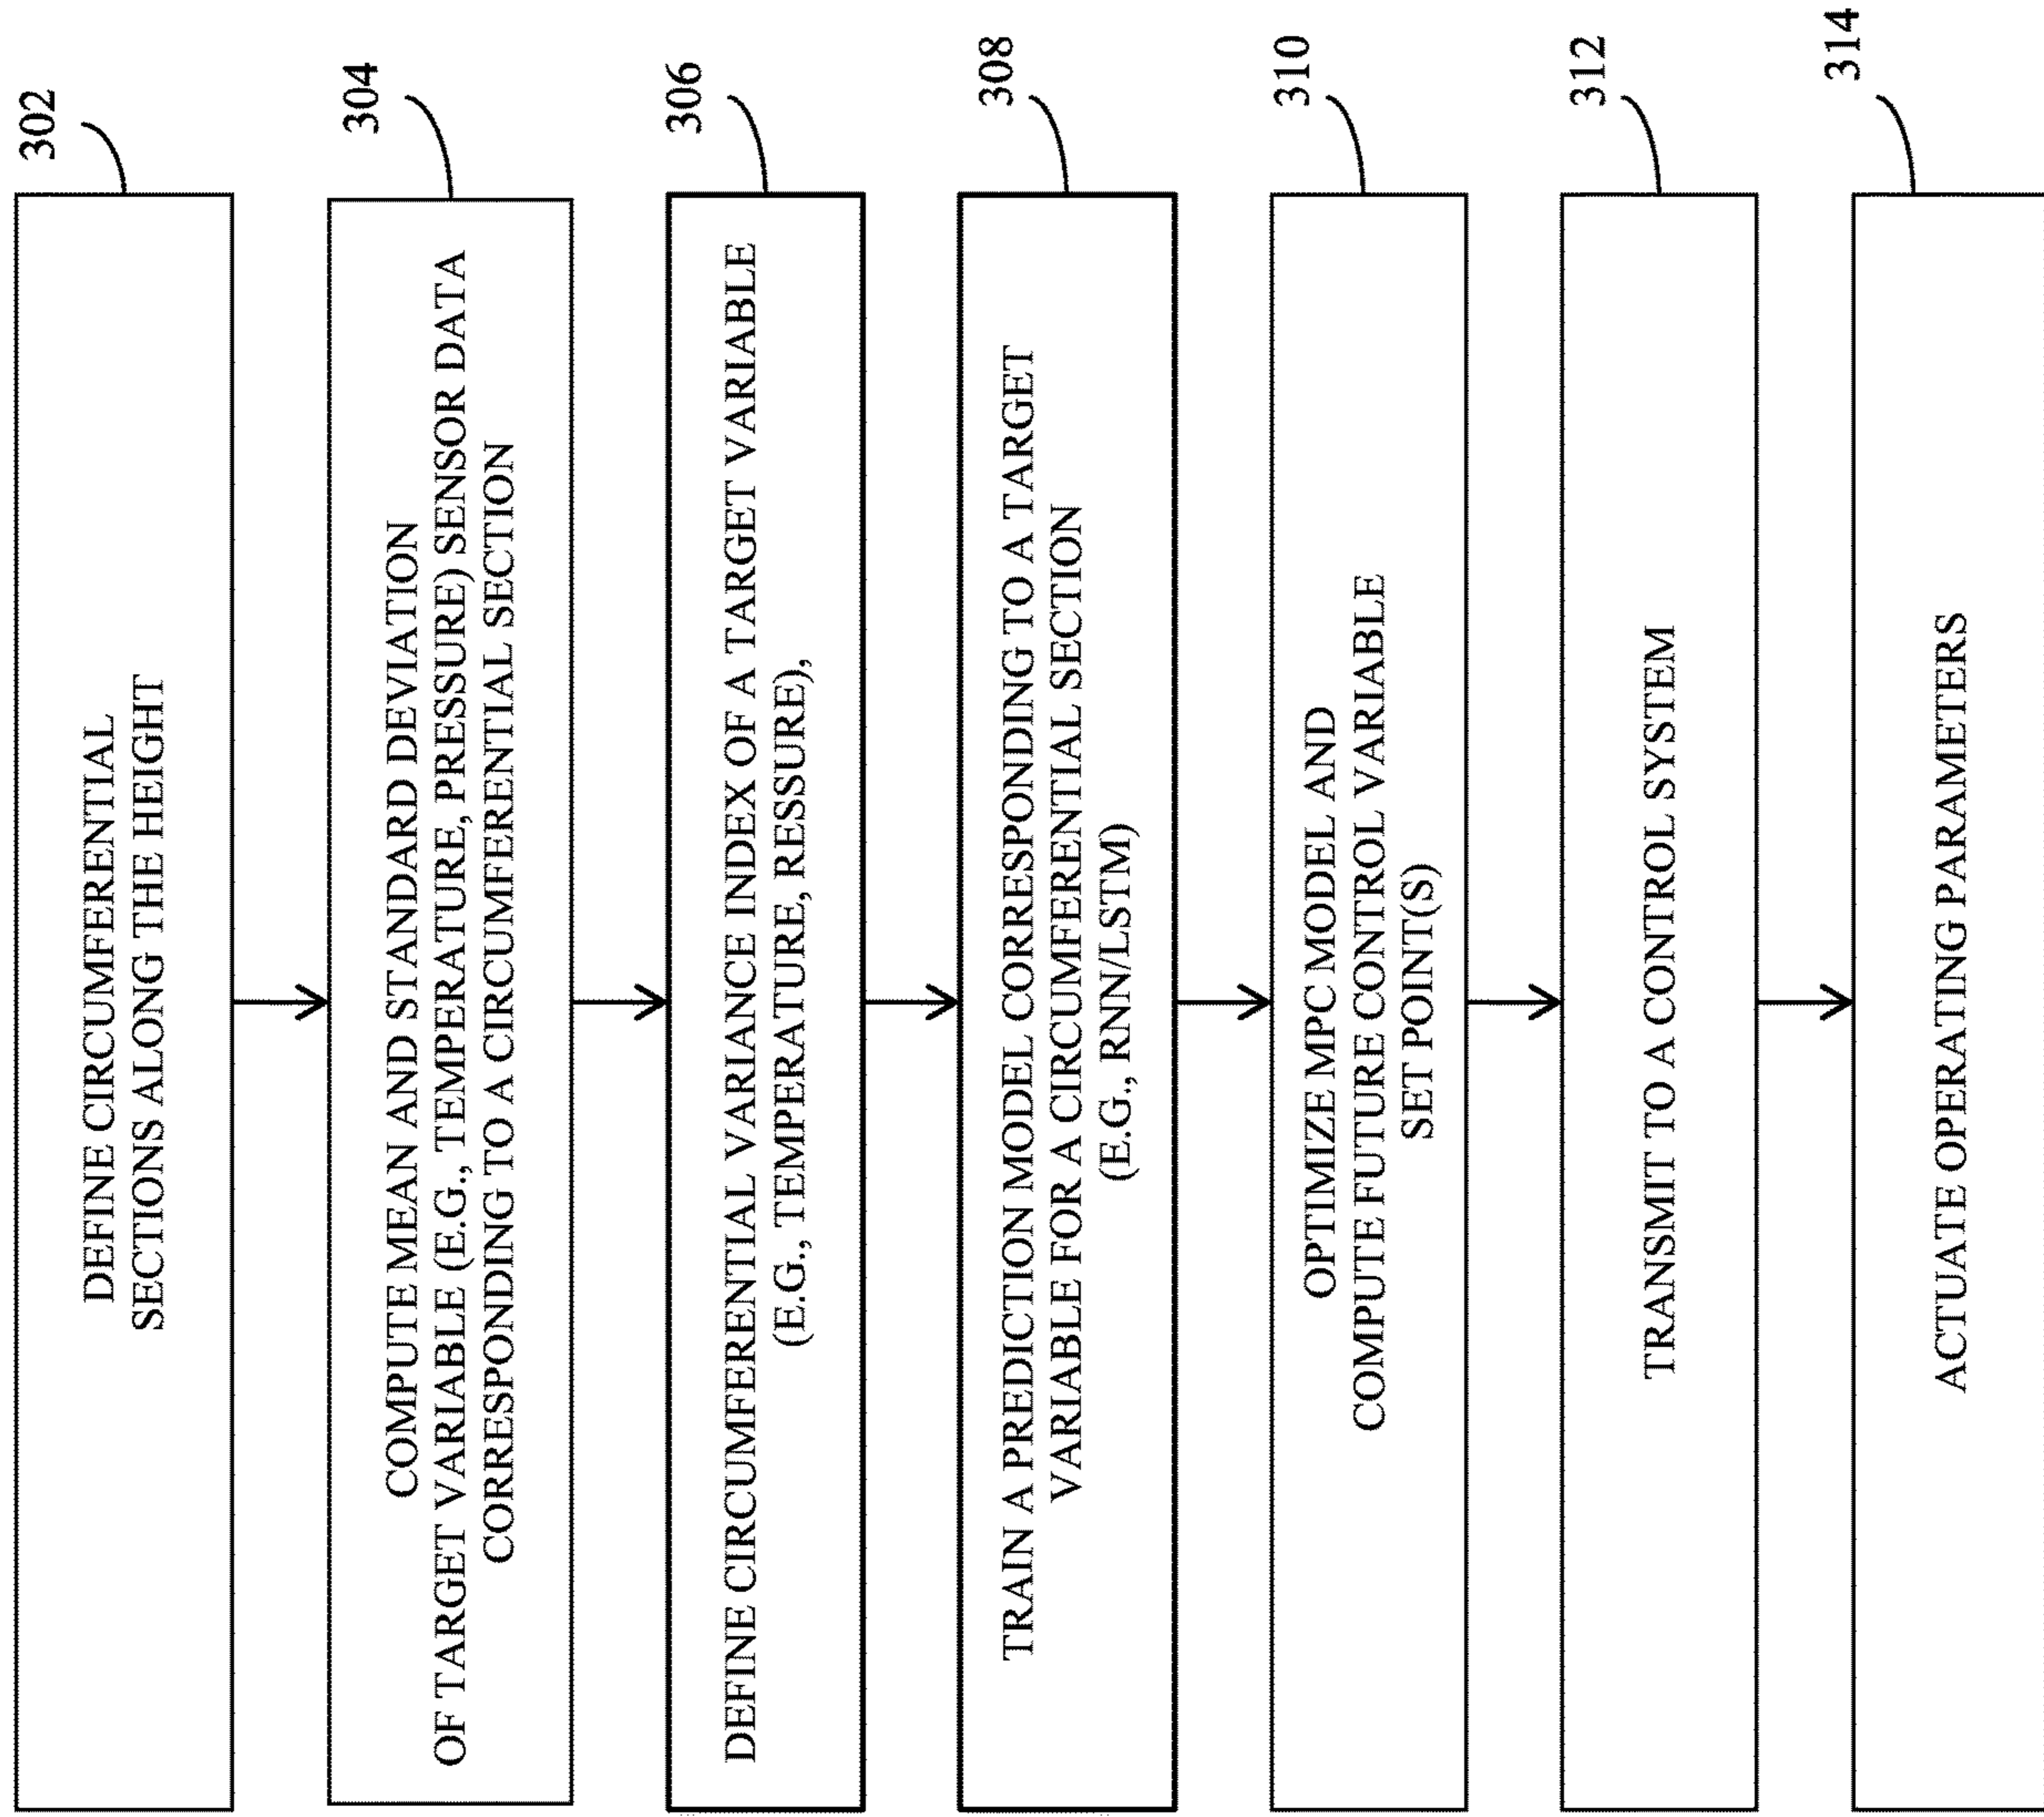 302
DEFINE CIRCUMFERENTIAL
SECTIONS ALONG THE HEIGHT
304
COMPUTE MEAN AND STANDARD DEVIATION
OF TARGET VARIABLE (E.G., TEMPERATURE, PRESSURE) SENSOR DATA
CORRESPONDING TO A CIRCUMFERENTIAL SECTION
306
DEFINE CIRCUMFERENTIAL VARIANCE INDEX OF A TARGET VARIABLE
(E.G., TEMPERATURE, RESSURE),
308
TRAIN A PREDICTION MODEL CORRESPONDING TO A TARGET
VARIABLE FOR A CIRCUMFERENTIAL SECTION
(E.G., RNN/LSTM)
310
OPTIMIZE MPC MODEL AND
COMPUTE FUTURE CONTROL VARIABLE
SET POINT(S)
312
TRANSMIT TO A CONTROL SYSTEM
314
ACTUATE OPERATING PARAMETERS